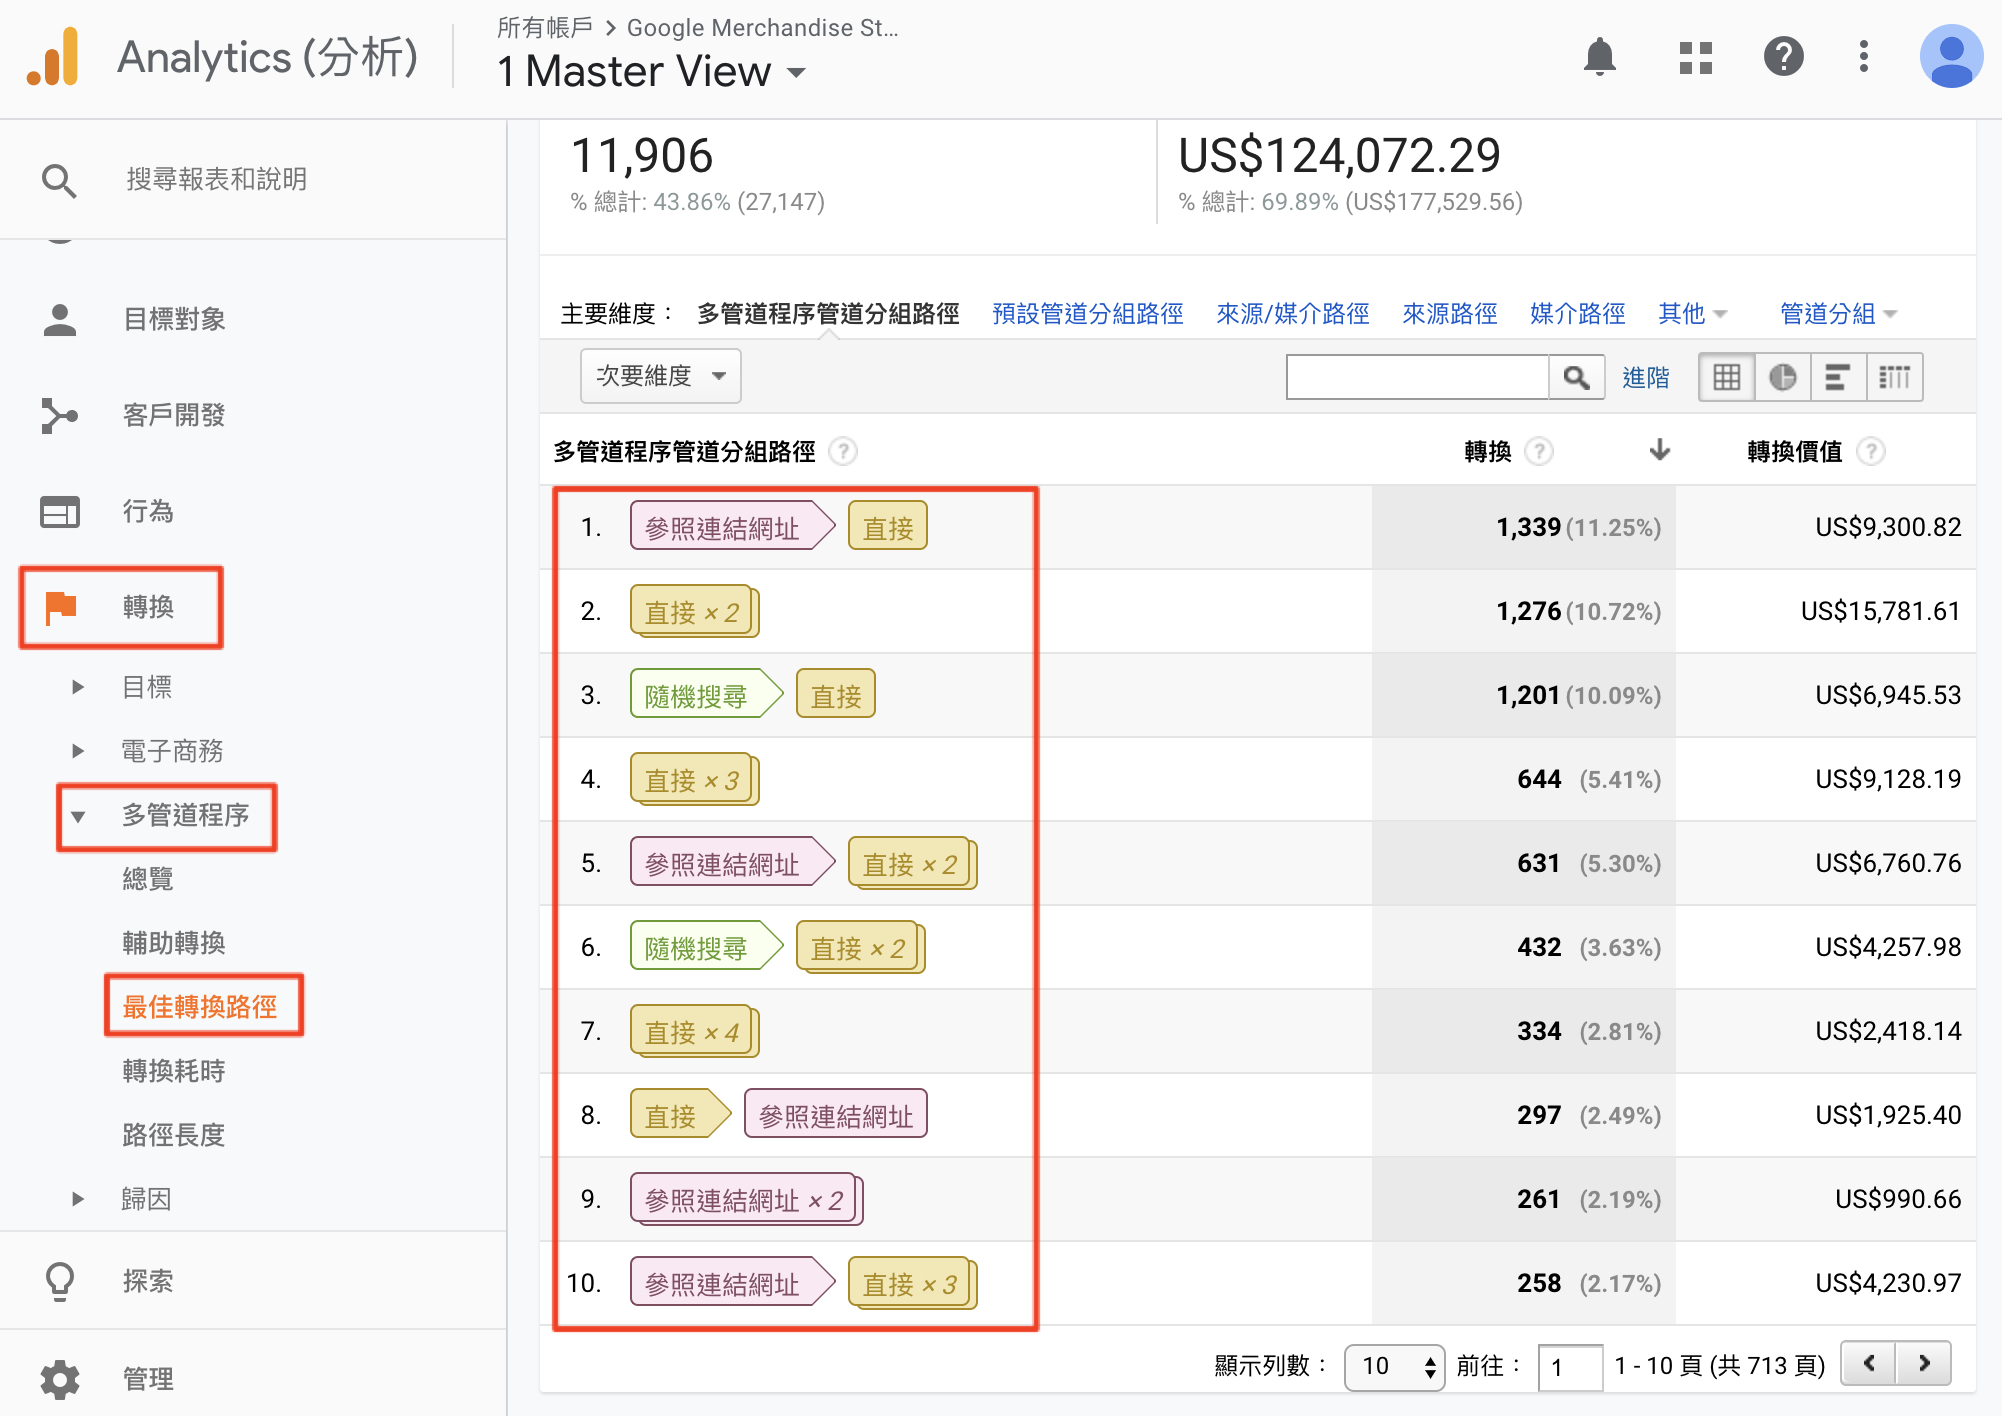 Analytics (分析)
所有帳戶 > Google Merchandise St...
1 Master View
搜尋報表和說明
目標對象
客戶開發
行為
轉換
目標
電子商務
多管道程序
總覽
輔助轉換
最佳轉換路徑
轉換耗時
路徑長度
歸因
探索
管理
11,906
% 總計: 43.86% (27,147)
US$124,072.29
% 總計: 69.89% (US$177,529.56)
主要維度： 多管道程序管道分組路徑 預設管道分組路徑 來源/媒介路徑 來源路徑 媒介路徑 其他 管道分組
次要維度 進階
多管道程序管道分組路徑 ? 轉換 ? 轉換價值 ?
1. 參照連結網址 直接 1,339 (11.25%) US$9,300.82
2. 直接 × 2 1,276 (10.72%) US$15,781.61
3. 隨機搜尋 直接 1,201 (10.09%) US$6,945.53
4. 直接 × 3 644 (5.41%) US$9,128.19
5. 參照連結網址 直接 × 2 631 (5.30%) US$6,760.76
6. 隨機搜尋 直接 × 2 432 (3.63%) US$4,257.98
7. 直接 × 4 334 (2.81%) US$2,418.14
8. 直接 參照連結網址 297 (2.49%) US$1,925.40
9. 參照連結網址 × 2 261 (2.19%) US$990.66
10. 參照連結網址 直接 × 3 258 (2.17%) US$4,230.97
顯示列數： 10 前往： 1 1 - 10 頁 (共 713 頁)